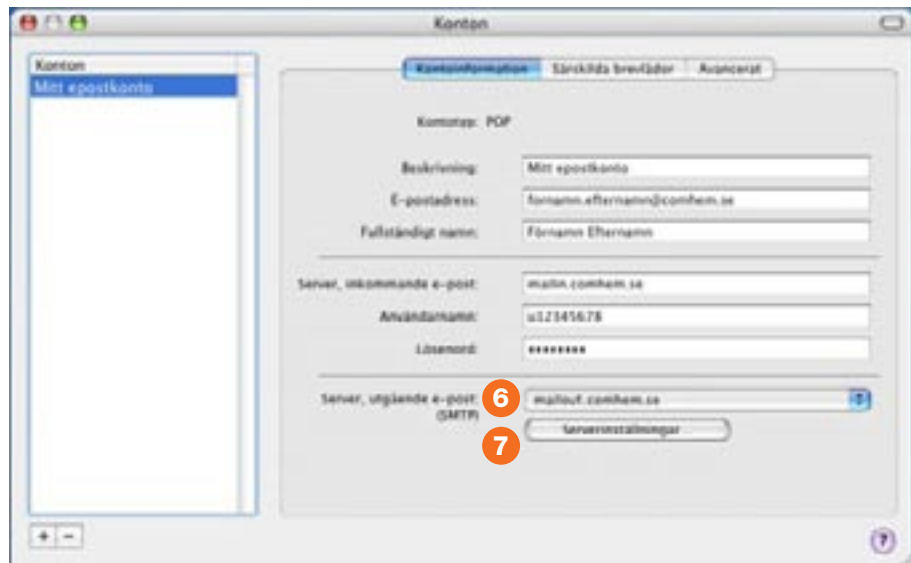 Konton
Konton
Mitt epostkonto
Kontoinformation Särskilda brevlådor Avancerat
Kontotyp: POP
Beskrivning: Mitt epostkonto
E-postadress: fornamn.efternamn@comhem.se
Fullständigt namn: Förnamn Efternamn
Server, inkommande e-post: mailin.comhem.se
Användarnamn: u12345678
Lösenord: ••••••••
Server, utgående e-post: 6 mailout.comhem.se
(SMTP)
7 Serverinställningar
+ -
?